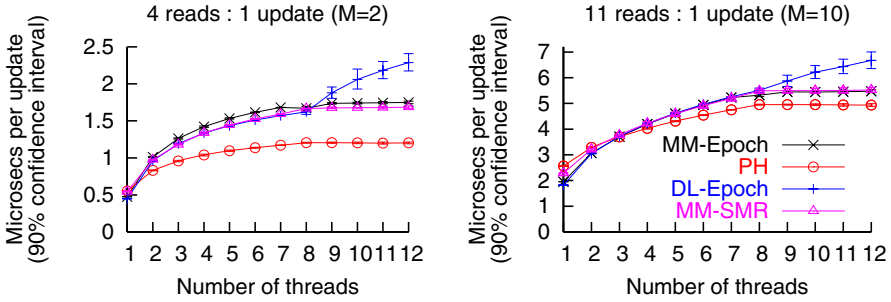 4 reads : 1 update (M=2)
Microsecs per update
(90% confidence interval)
2.5
2
1.5
1
0.5
0
1 2 3 4 5 6 7 8 9 10 11 12
Number of threads
11 reads : 1 update (M=10)
Microsecs per update
(90% confidence interval)
7
6
5
4
3
2
1
0
MM-Epoch
PH
DL-Epoch
MM-SMR
1 2 3 4 5 6 7 8 9 10 11 12
Number of threads